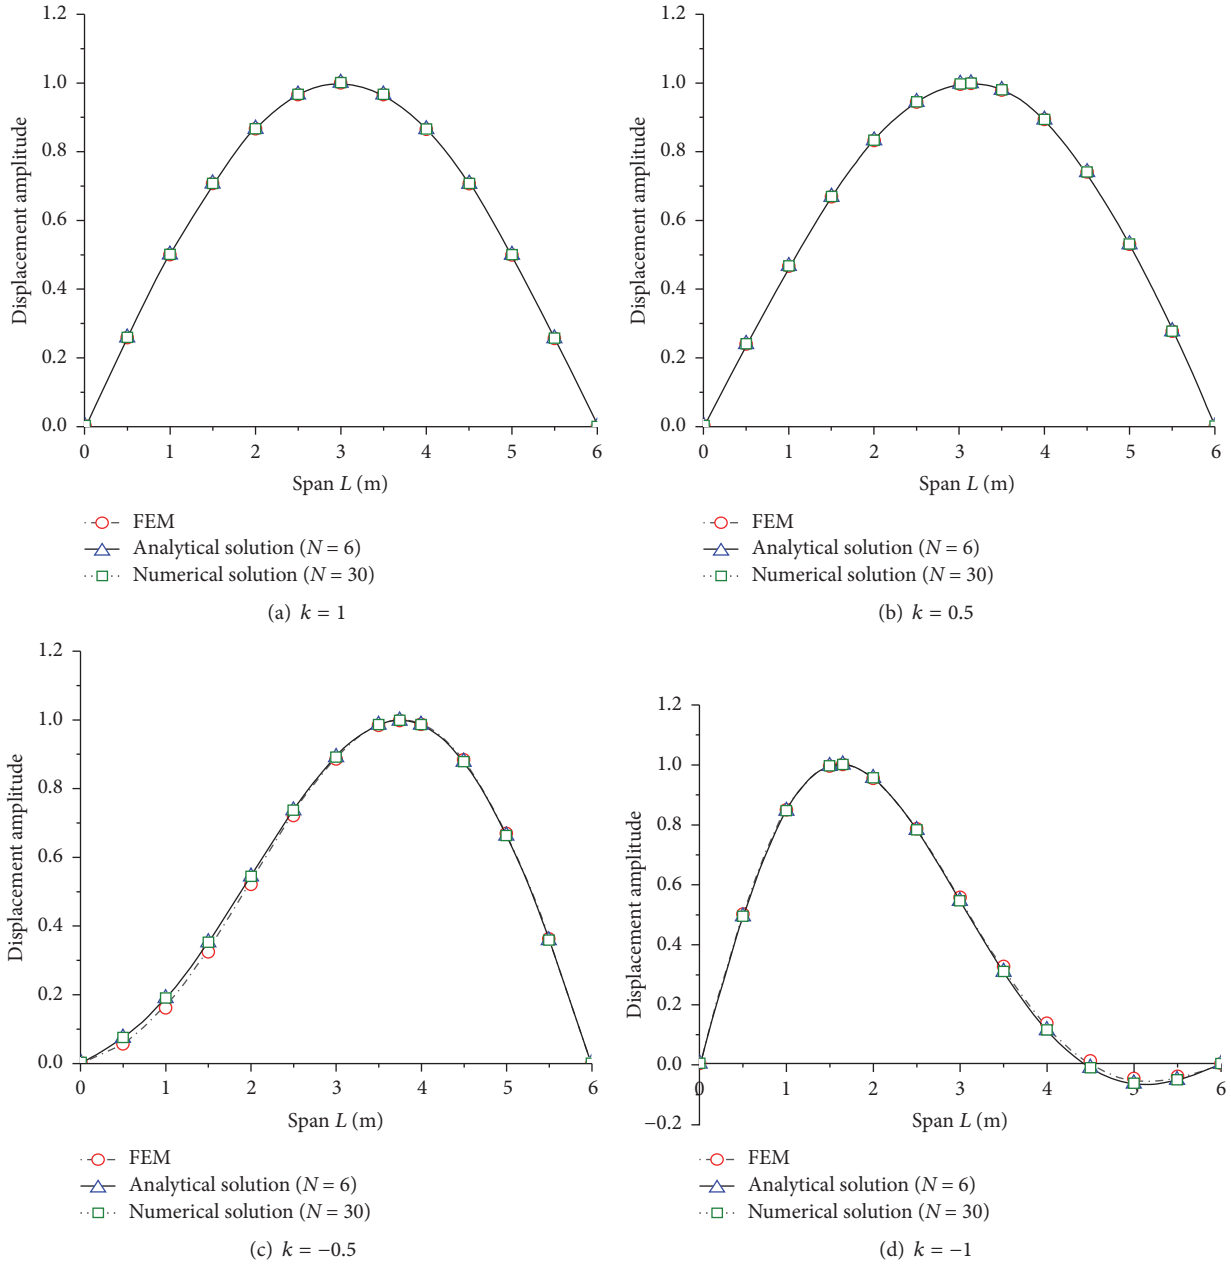 1.2
1.0
0.8
0.6
0.4
0.2
0.0
Displacement amplitude
0 1 2 3 4 5 6
Span L (m)
FEM
Analytical solution (N = 6)
Numerical solution (N = 30)
(a) k = 1
1.2
1.0
0.8
0.6
0.4
0.2
0.0
Displacement amplitude
0 1 2 3 4 5 6
Span L (m)
FEM
Analytical solution (N = 6)
Numerical solution (N = 30)
(b) k = 0.5
1.2
1.0
0.8
0.6
0.4
0.2
0.0
Displacement amplitude
0 1 2 3 4 5 6
Span L (m)
FEM
Analytical solution (N = 6)
Numerical solution (N = 30)
(c) k = −0.5
1.2
1.0
0.8
0.6
0.4
0.2
0.0
−0.2
Displacement amplitude
0 1 2 3 4 5 6
Span L (m)
FEM
Analytical solution (N = 6)
Numerical solution (N = 30)
(d) k = −1